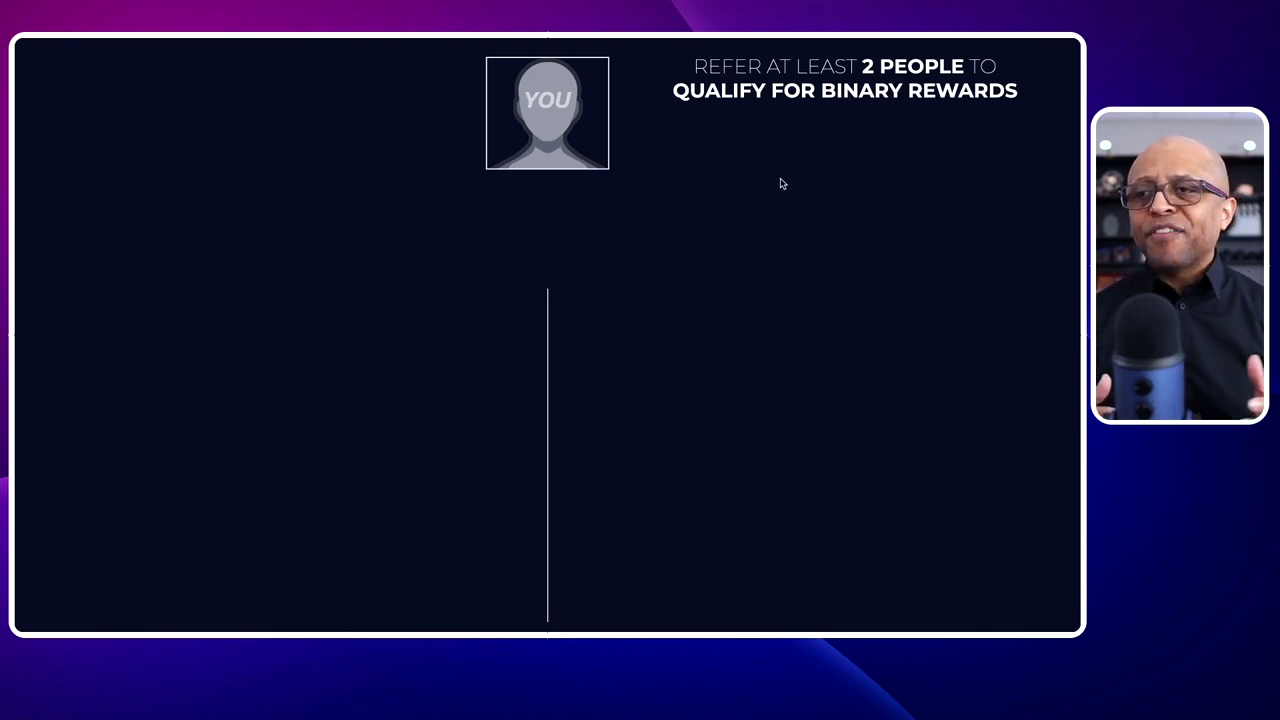 YOU
REFER AT LEAST 2 PEOPLE TO
QUALIFY FOR BINARY REWARDS